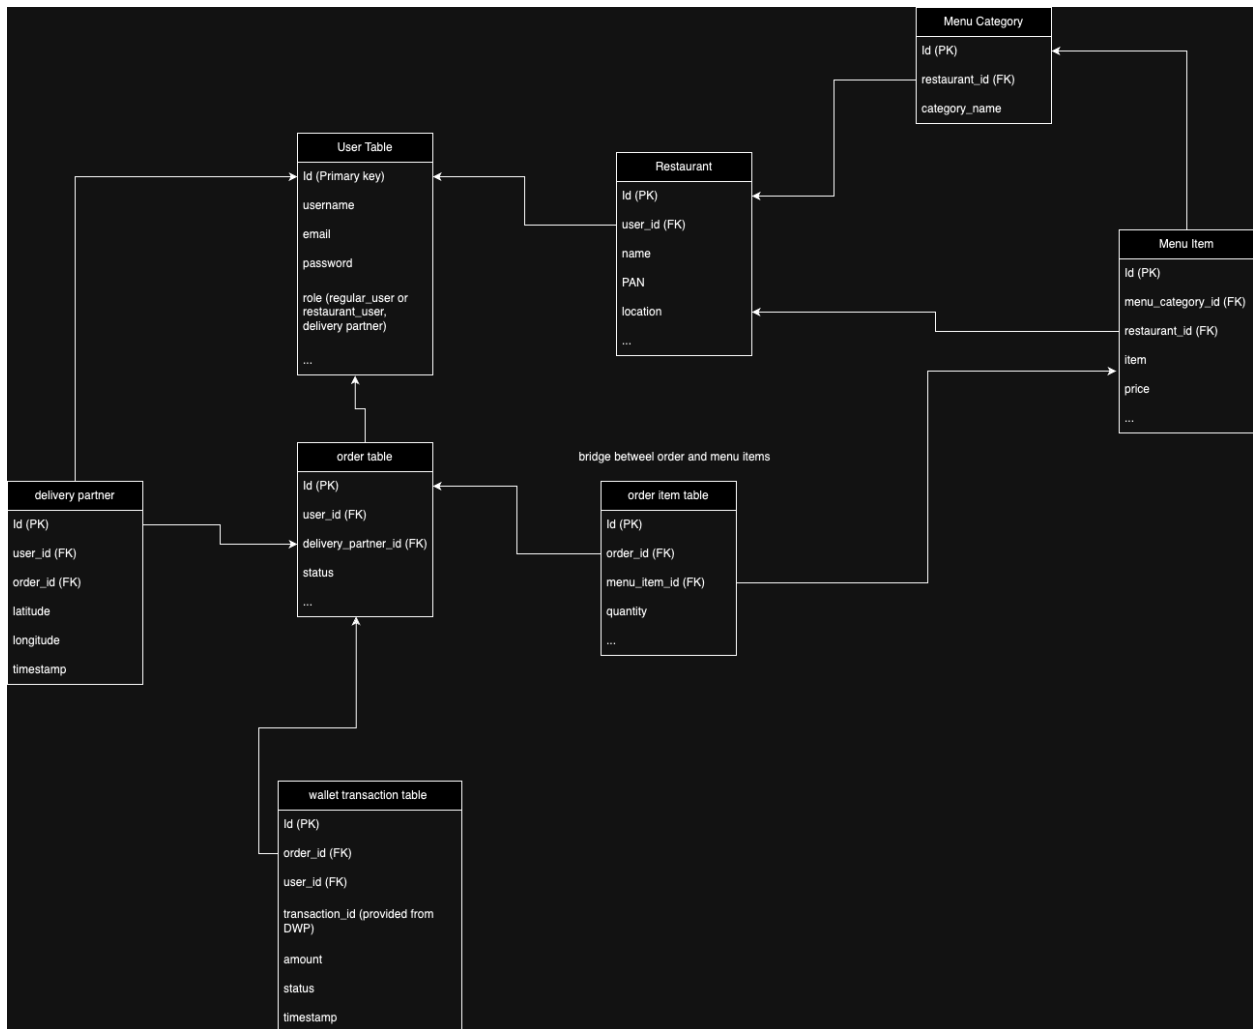 Menu Category
Id (PK)
restaurant_id (FK)
category_name
User Table
Id (Primary key)
username
email
password
role (regular_user or
restaurant_user,
delivery partner)
...
Restaurant
Id (PK)
user_id (FK)
name
PAN
location
...
Menu Item
Id (PK)
menu_category_id (FK)
restaurant_id (FK)
item
price
...
order table
Id (PK)
user_id (FK)
delivery_partner_id (FK)
status
...
bridge betweel order and menu items
order item table
Id (PK)
order_id (FK)
menu_item_id (FK)
quantity
...
delivery partner
Id (PK)
user_id (FK)
order_id (FK)
latitude
longitude
timestamp
wallet transaction table
Id (PK)
order_id (FK)
user_id (FK)
transaction_id (provided from
DWP)
amount
status
timestamp